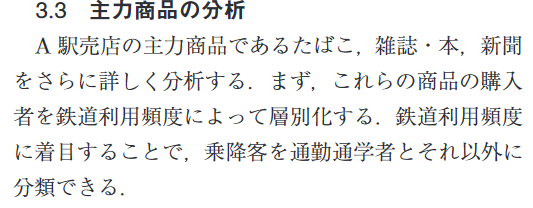 3.3 主力商品の分析
A 駅売店の主力商品であるたばこ，雑誌・本，新聞
をさらに詳しく分析する．まず，これらの商品の購入
者を鉄道利用頻度によって層別化する．鉄道利用頻度
に着目することで，乗降客を通勤通学者とそれ以外に
分類できる．